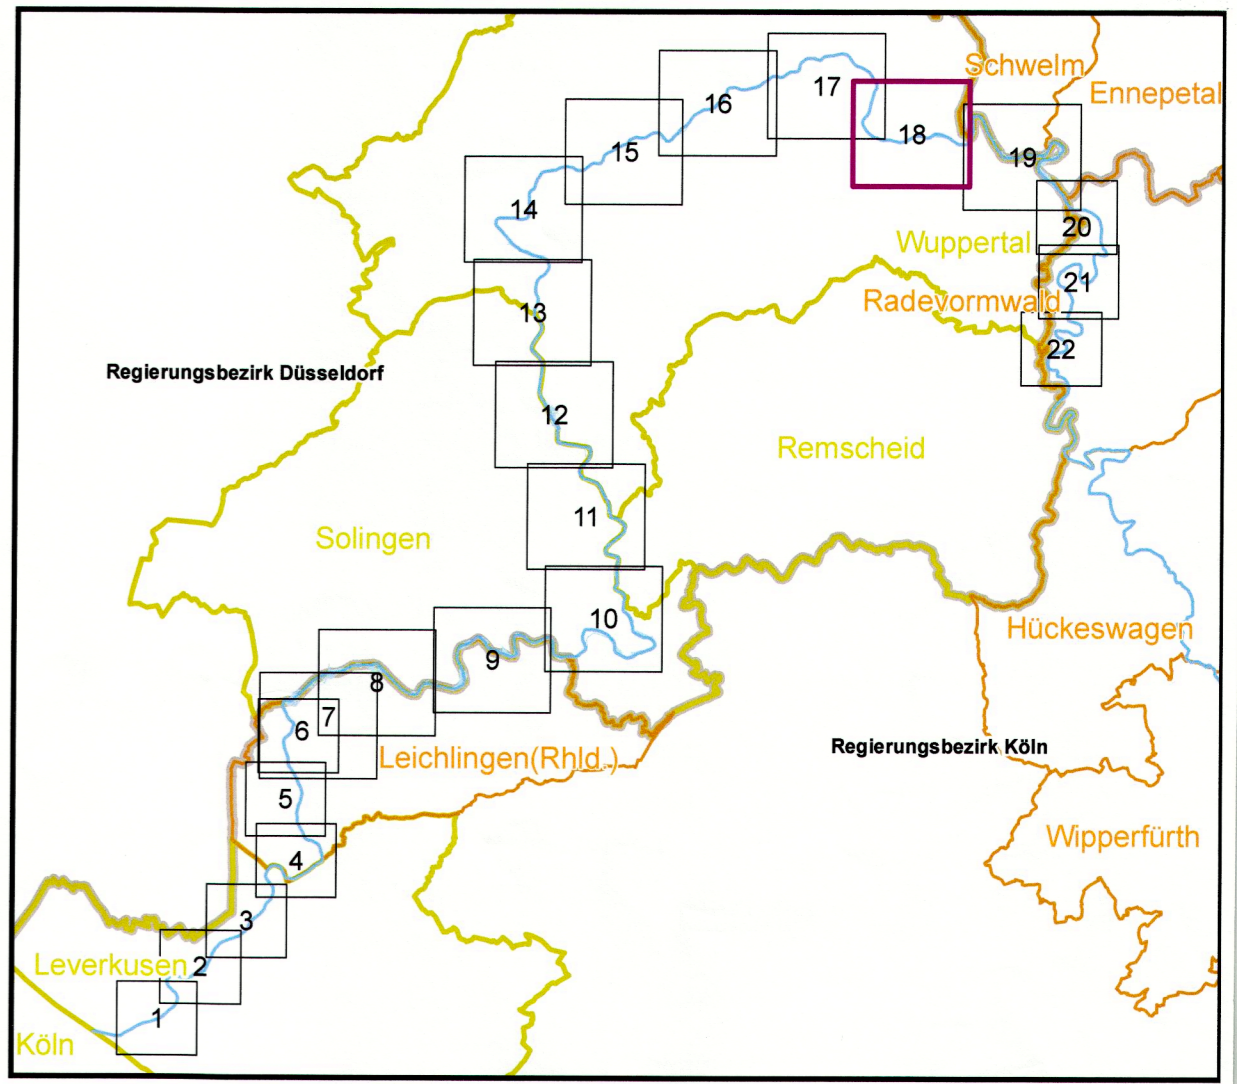 Schwelm
Ennepetal
17
16
18
15
19
14
20
Wuppertal
21
Radevormwald
13
22
Regierungsbezirk Düsseldorf
12
Remscheid
11
Solingen
10
Hückeswagen
9
8
7
6
Regierungsbezirk Köln
Leichlingen(Rhld.)
5
Wipperfürth
4
3
Leverkusen
2
1
Köln